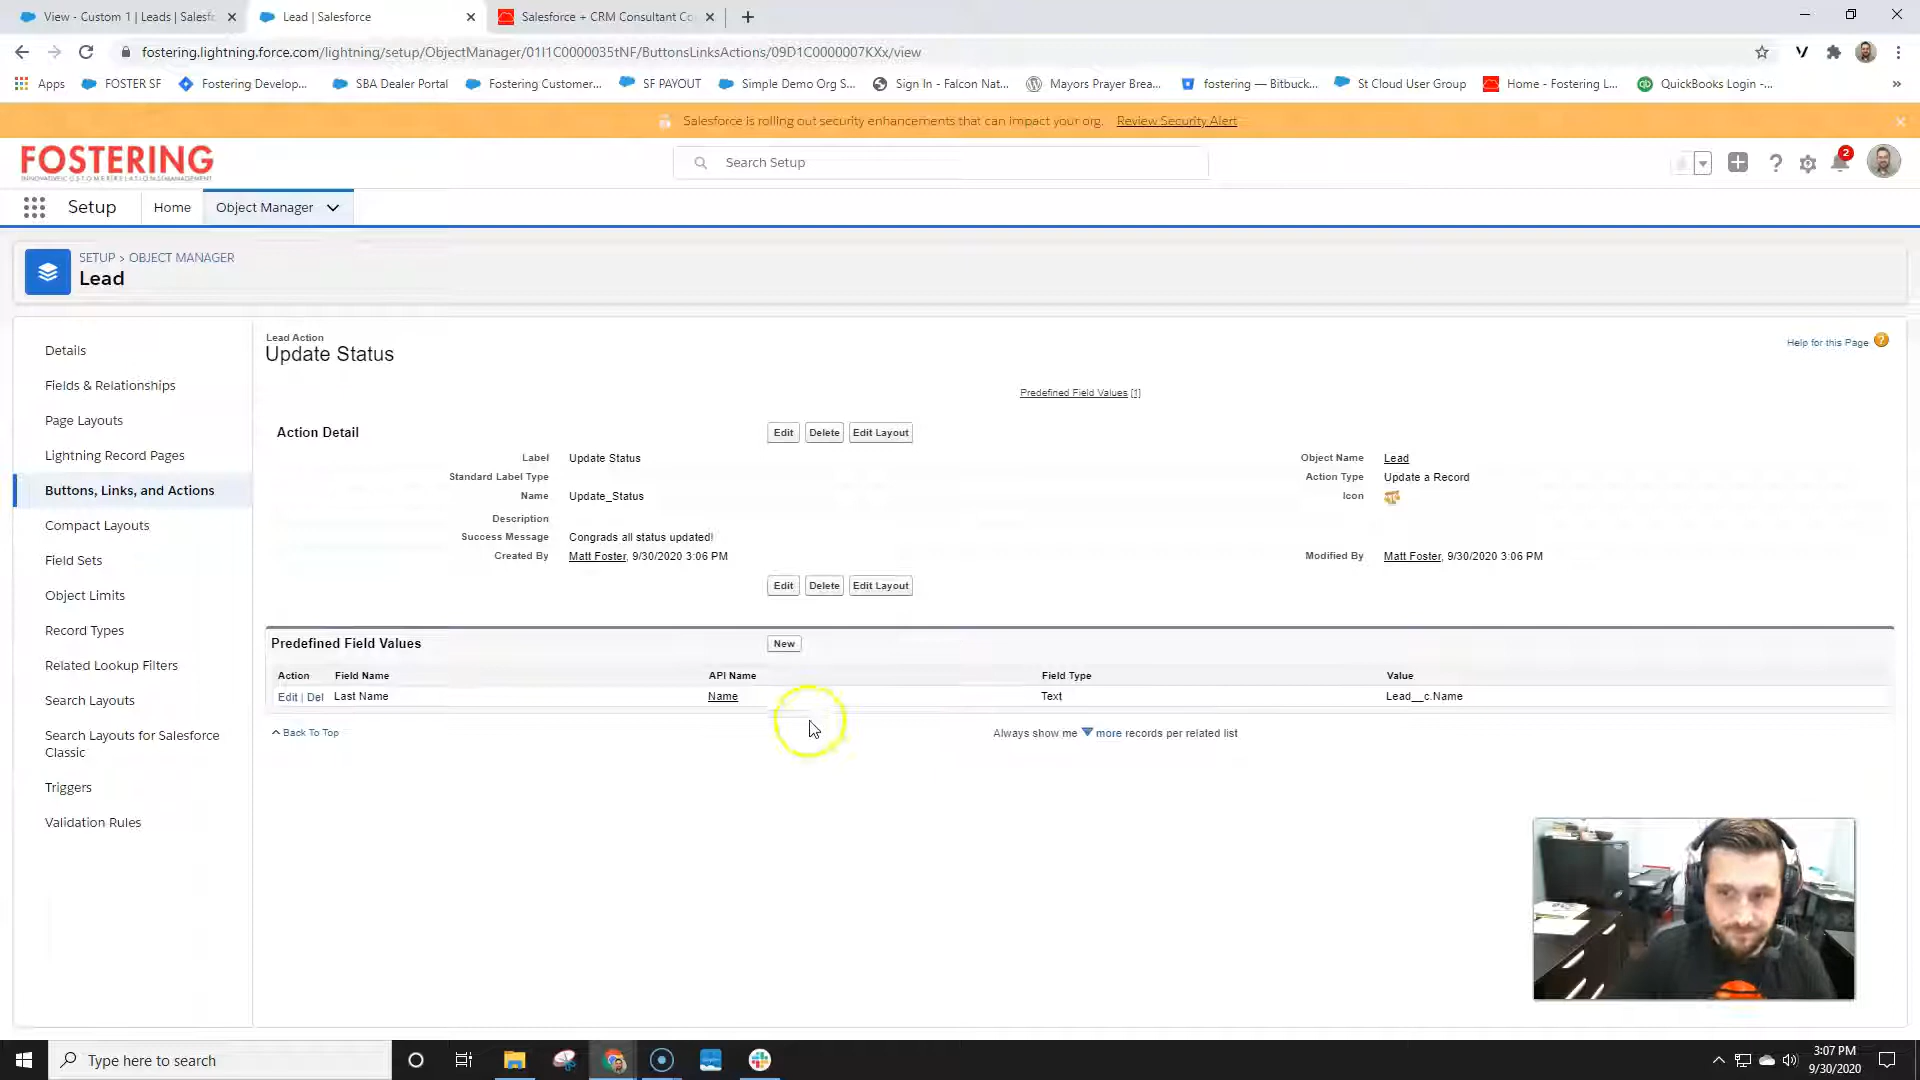 View - Custom 1 | Leads | Salesf
Lead | Salesforce
Salesforce + CRM Consultant Co
fostering.lightning.force.com/lightning/setup/ObjectManager/01I1C0000035tNF/ButtonsLinksActions/09D1C0000007KXx/view
Apps
FOSTER SF
Fostering Develop...
SBA Dealer Portal
Fostering Customer...
SF PAYOUT
Simple Demo Org S...
Sign In - Falcon Nat...
Mayors Prayer Brea...
fostering — Bitbuck...
St Cloud User Group
Home - Fostering L...
QuickBooks Login -...
»
Salesforce is rolling out security enhancements that can impact your org. Review Security Alert
FOSTERING
INNOVATIVE CUSTOMER RELATIONS MANAGEMENT
Search Setup
2
Setup
Home
Object Manager
SETUP > OBJECT MANAGER
Lead
Details
Fields & Relationships
Page Layouts
Lightning Record Pages
Buttons, Links, and Actions
Compact Layouts
Field Sets
Object Limits
Record Types
Related Lookup Filters
Search Layouts
Search Layouts for Salesforce
Classic
Triggers
Validation Rules
Lead Action
Update Status
Help for this Page
Predefined Field Values [1]
Action Detail
Edit Delete Edit Layout
Label Update Status
Object Name Lead
Standard Label Type
Action Type Update a Record
Name Update_Status
Icon
Description
Success Message Congrads all status updated!
Created By Matt Foster, 9/30/2020 3:06 PM
Modified By Matt Foster, 9/30/2020 3:06 PM
Edit Delete Edit Layout
Predefined Field Values
New
Action Field Name API Name Field Type Value
Edit | Del Last Name Name Text Lead__c.Name
Back To Top
Always show me more records per related list
Type here to search
3:07 PM
9/30/2020